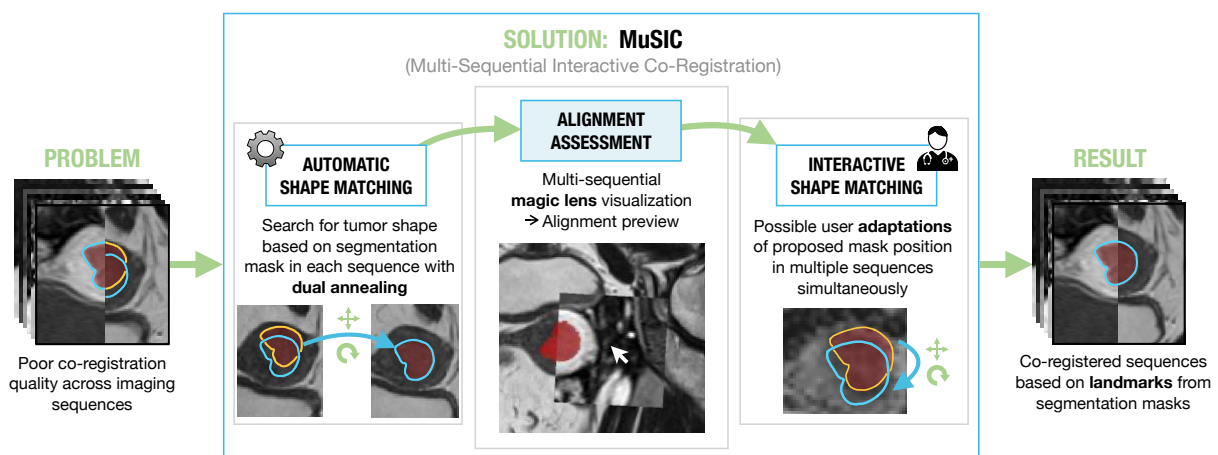 SOLUTION: MuSIC
(Multi-Sequential Interactive Co-Registration)
PROBLEM
Poor co-registration
quality across imaging
sequences
AUTOMATIC
SHAPE MATCHING
Search for tumor shape
based on segmentation
mask in each sequence with
dual annealing
ALIGNMENT
ASSESSMENT
Multi-sequential
magic lens visualization
→ Alignment preview
INTERACTIVE
SHAPE MATCHING
Possible user adaptations
of proposed mask position
in multiple sequences
simultaneously
RESULT
Co-registered sequences
based on landmarks from
segmentation masks